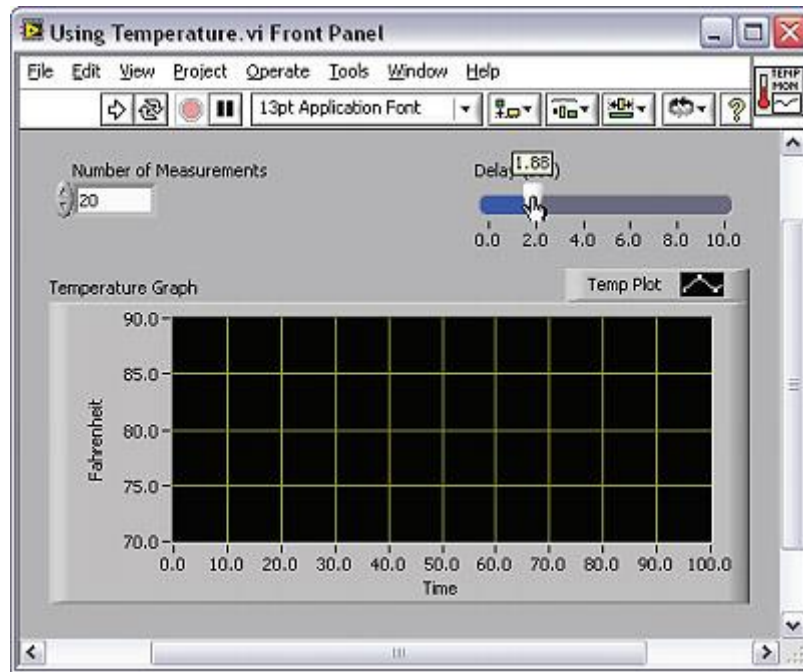 Using Temperature.vi Front Panel
File Edit View Project Operate Tools Window Help
TEMP
MON
13pt Application Font
?
Number of Measurements
20
1.88
0.0 2.0 4.0 6.0 8.0 10.0
Temperature Graph
Temp Plot
90.0
85.0
80.0
75.0
70.0
Fahrenheit
0.0 10.0 20.0 30.0 40.0 50.0 60.0 70.0 80.0 90.0 100.0
Time